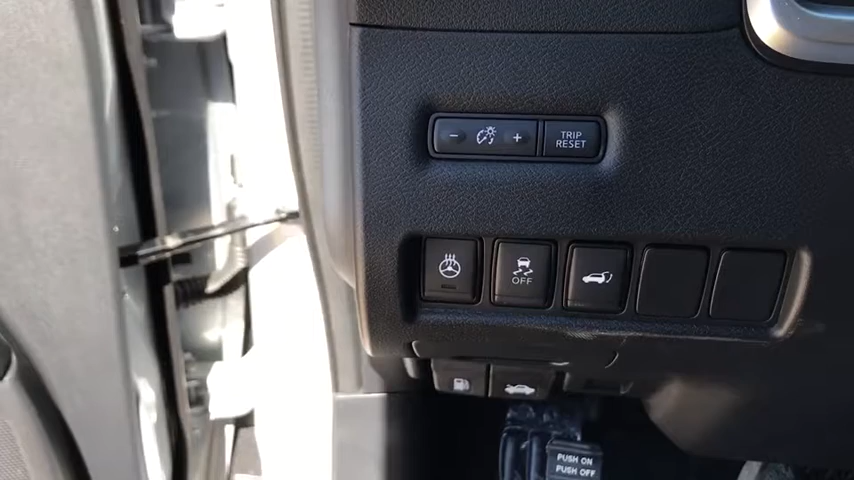 - +
TRIP
RESET
OFF
PUSH ON
PUSH OFF